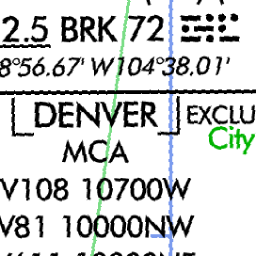 2.5 BRK 72
8°56.67' W104°38.01'
DENVER EXCLU
City
MCA
V108 10700W
V81 10000NW